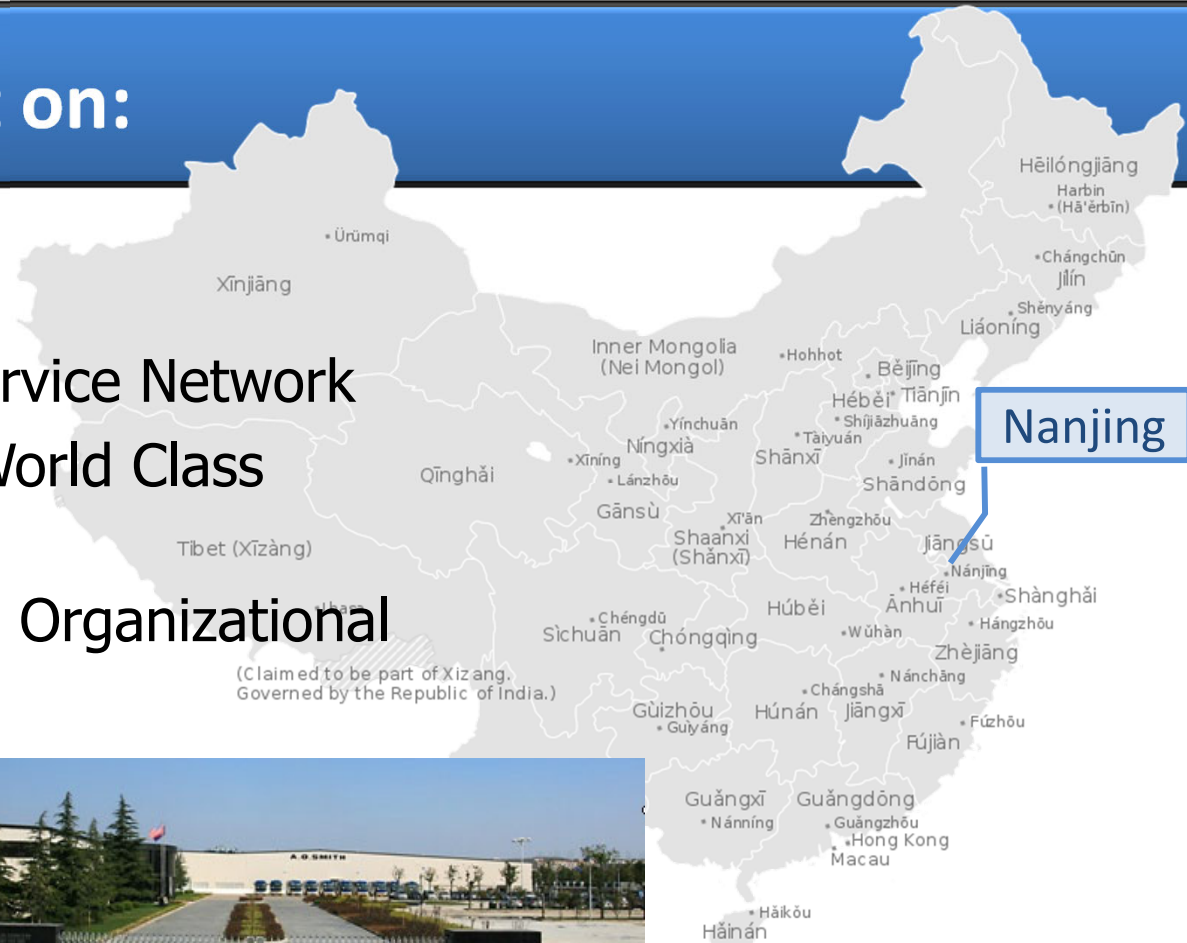 t on:
Hēilóngjiāng
Harbin
(Hā'ěrbīn)
Ürümqi
Chángchūn
Jílín
Xīnjiāng
Shěnyáng
Liáoníng
Inner Mongolia
(Nei Mongol)
Hohhot
Běijīng
rvice Network
Héběi
Tiānjīn
Nanjing
Shíjiāzhuāng
Yínchuān
Tàiyuán
World Class
Níngxià
Shānxī
Xīníng
Jǐnán
Qīnghǎi
Lánzhōu
Shāndōng
Gānsù
Xī'ān
Zhèngzhōu
Shaanxi
(Shǎnxī)
Hénán
Jiāngsū
Tibet (Xīzàng)
Nánjīng
Héféi
Shànghǎi
Ānhuī
Lhasa
Organizational
Chéngdū
Húběi
Hángzhōu
Sìchuān
Chóngqìng
Wǔhàn
Zhèjiāng
(Claimed to be part of Xizang.
Governed by the Republic of India.)
Nánchāng
Chángshā
Gùizhōu
Húnán
Jiāngxī
Guìyáng
Fúzhōu
Fújiàn
Guǎngxī
Guǎngdōng
Nánníng
Guǎngzhōu
Hong Kong
Macau
A.O.SMITH
Hǎikǒu
Hǎinán